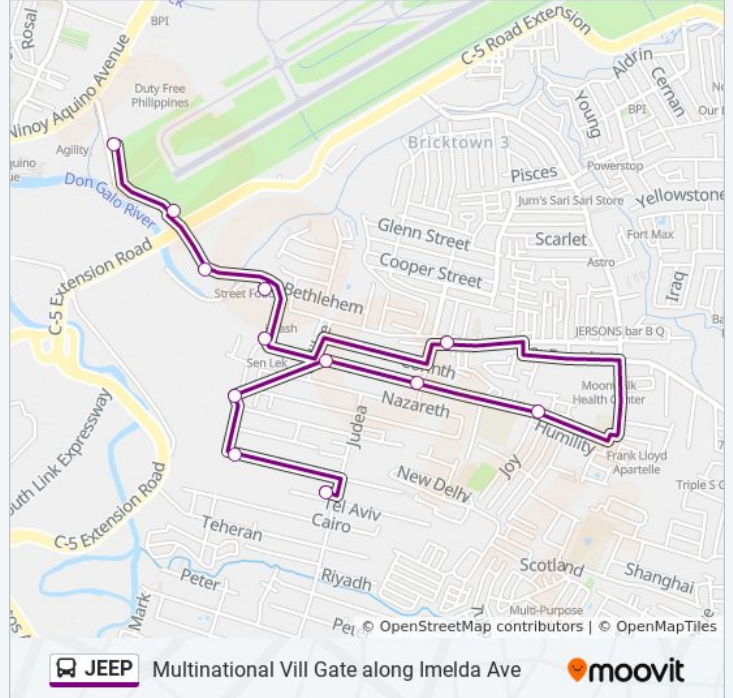 BPI
Rosal
Ninoy Aquino Avenue
Duty Free
Philippines
C-5 Road Extension
Aldrin
Cernan
Young
BPI
Our
Agility
Bricktown 3
Powerstop
Pisces
Don Galo River
Jum's Sari Sari Store
Yellowstone
Glenn Street
Scarlet
Fort Max
C-5 Extension Road
Cooper Street
Astro
Iraq
Street
Bethlehem
JERSONS bar B Q
Sen Lek
Moonwalk
Health Center
Nazareth
Judea
Humility
Frank Lloyd
Apartelle
Joy
New Delhi
Triple S
South Link Expressway
C-5 Extension Road
Tel Aviv
Cairo
Teheran
Scotland
Shanghai
Peter
Riyadh
Mark
Multi-Purpose
© OpenStreetMap contributors | © OpenMapTiles
JEEP
Multinational Vill Gate along Imelda Ave
moovit